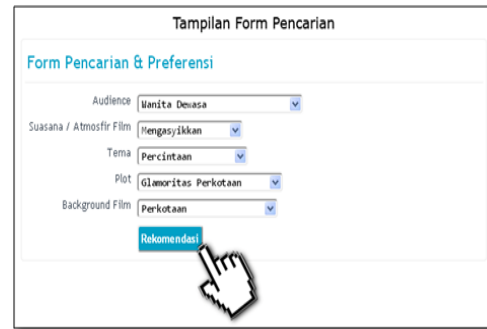 Tampilan Form Pencarian
Form Pencarian & Preferensi
Audience Wanita Dewasa
Suasana / Atmosfir Film Mengasyikkan
Tema Percintaan
Plot Glamoritas Perkotaan
Background Film Perkotaan
Rekomendasi